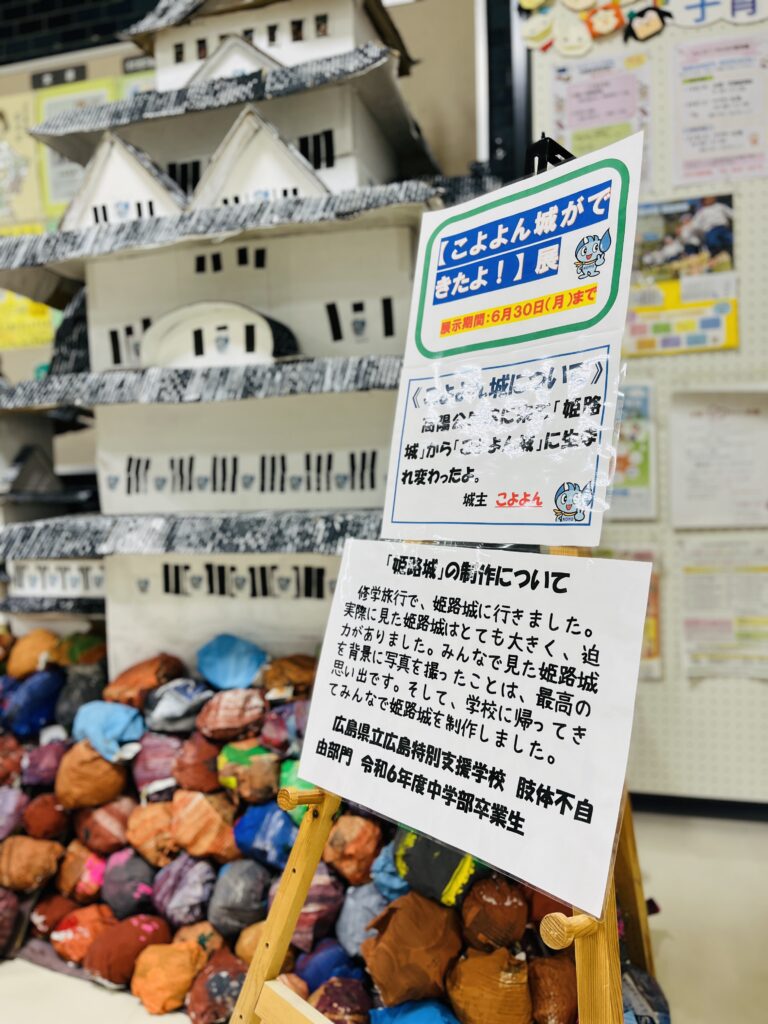 子育
【こよよん城がで
きたよ！】展
展示期間：6月30日（月）まで
《こよよん城について》
高陽公
に来て「姫路
城」から「こよよん城」に生ま
れ変わったよ。
城主 こよよん
「姫路城」の制作について
修学旅行で、姫路城に行きました。
実際に見た姫路城はとても大きく、迫
力がありました。みんなで見た姫路城
を背景に写真を撮ったことは、最高の
思い出です。そして、学校に帰ってき
てみんなで姫路城を制作しました。
広島県立広島特別支援学校 肢体不自
由部門 令和6年度中学部卒業生